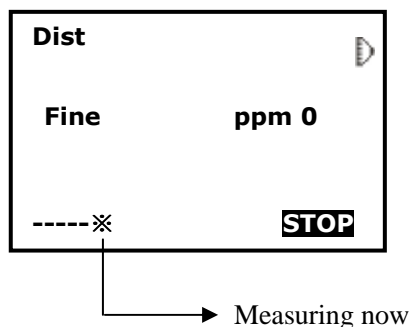 Dist
Fine ppm 0
-----※ STOP
Measuring now